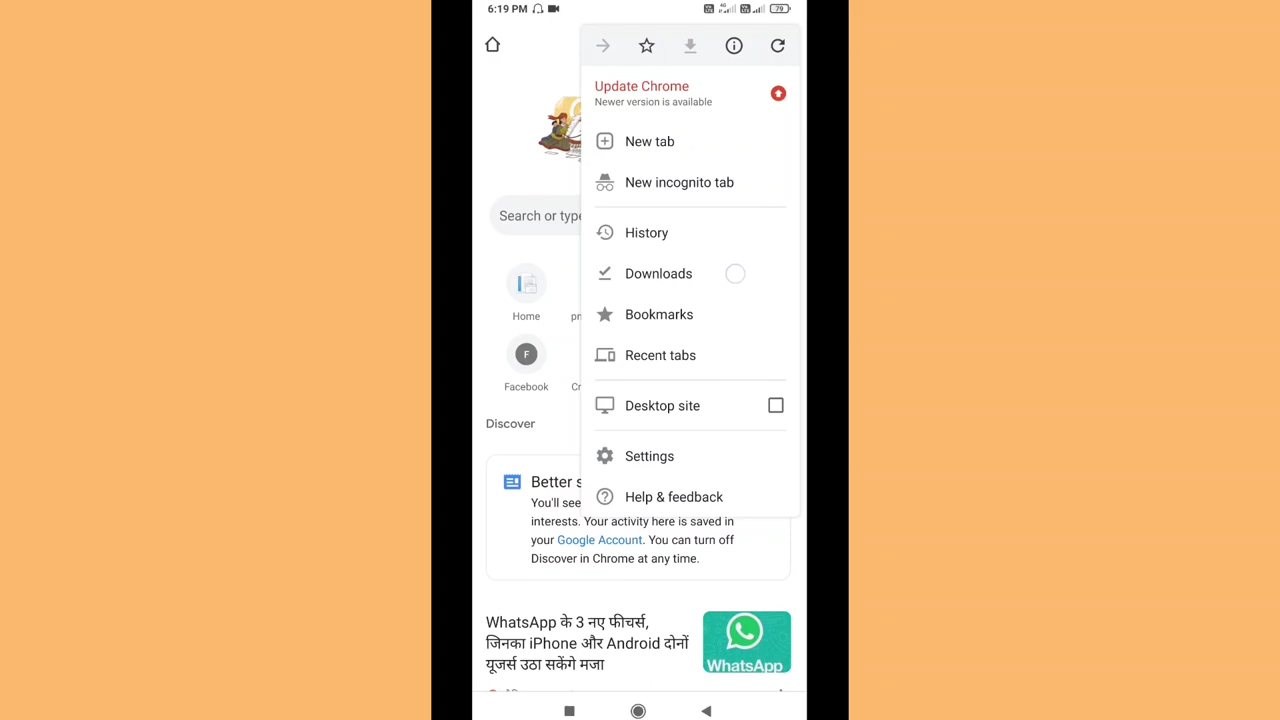 6:19 PM
4G
79
Update Chrome
Newer version is available
New tab
New incognito tab
Search or type
History
Downloads
Home
Bookmarks
Recent tabs
F
Facebook
Cr
Desktop site
Discover
Settings
Better s
Help & feedback
You'll see
interests. Your activity here is saved in
your Google Account. You can turn off
Discover in Chrome at any time.
WhatsApp के 3 नए फीचर्स,
जिनका iPhone और Android दोनों
यूजर्स उठा सकेंगे मजा
WhatsApp